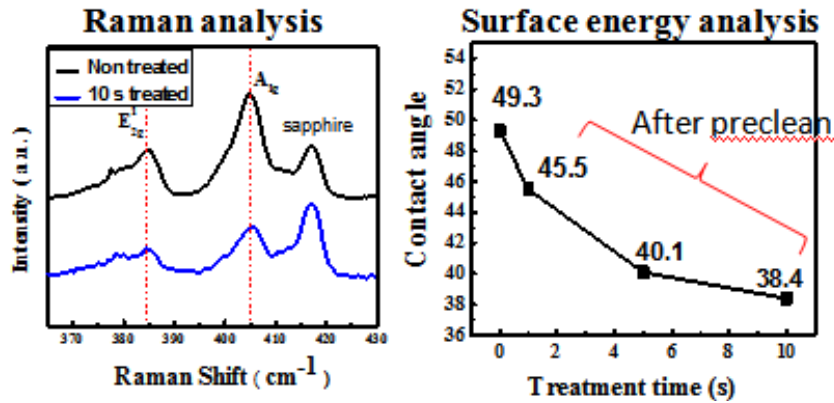 Raman analysis
Non treated
10 s treated
E¹2g
A1g
sapphire
Intensity ( a.u. )
370 380 390 400 410 420 430
Raman Shift ( cm-1 )
Surface energy analysis
54
52
50
48
46
44
42
40
38
36
Contact angle
49.3
45.5
40.1
38.4
After preclean
0 2 4 6 8 10
Treatment time (s)